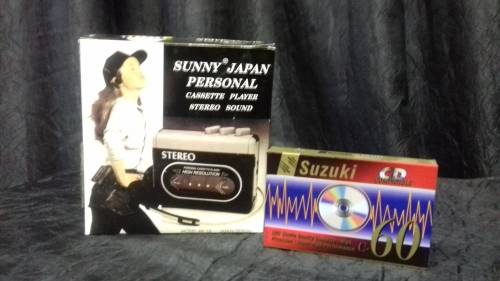 SUNNY® JAPAN
PERSONAL
CASSETTE PLAYER
STEREO SOUND
STEREO
HIGH RESOLUTION
Suzuki
CD
C-60